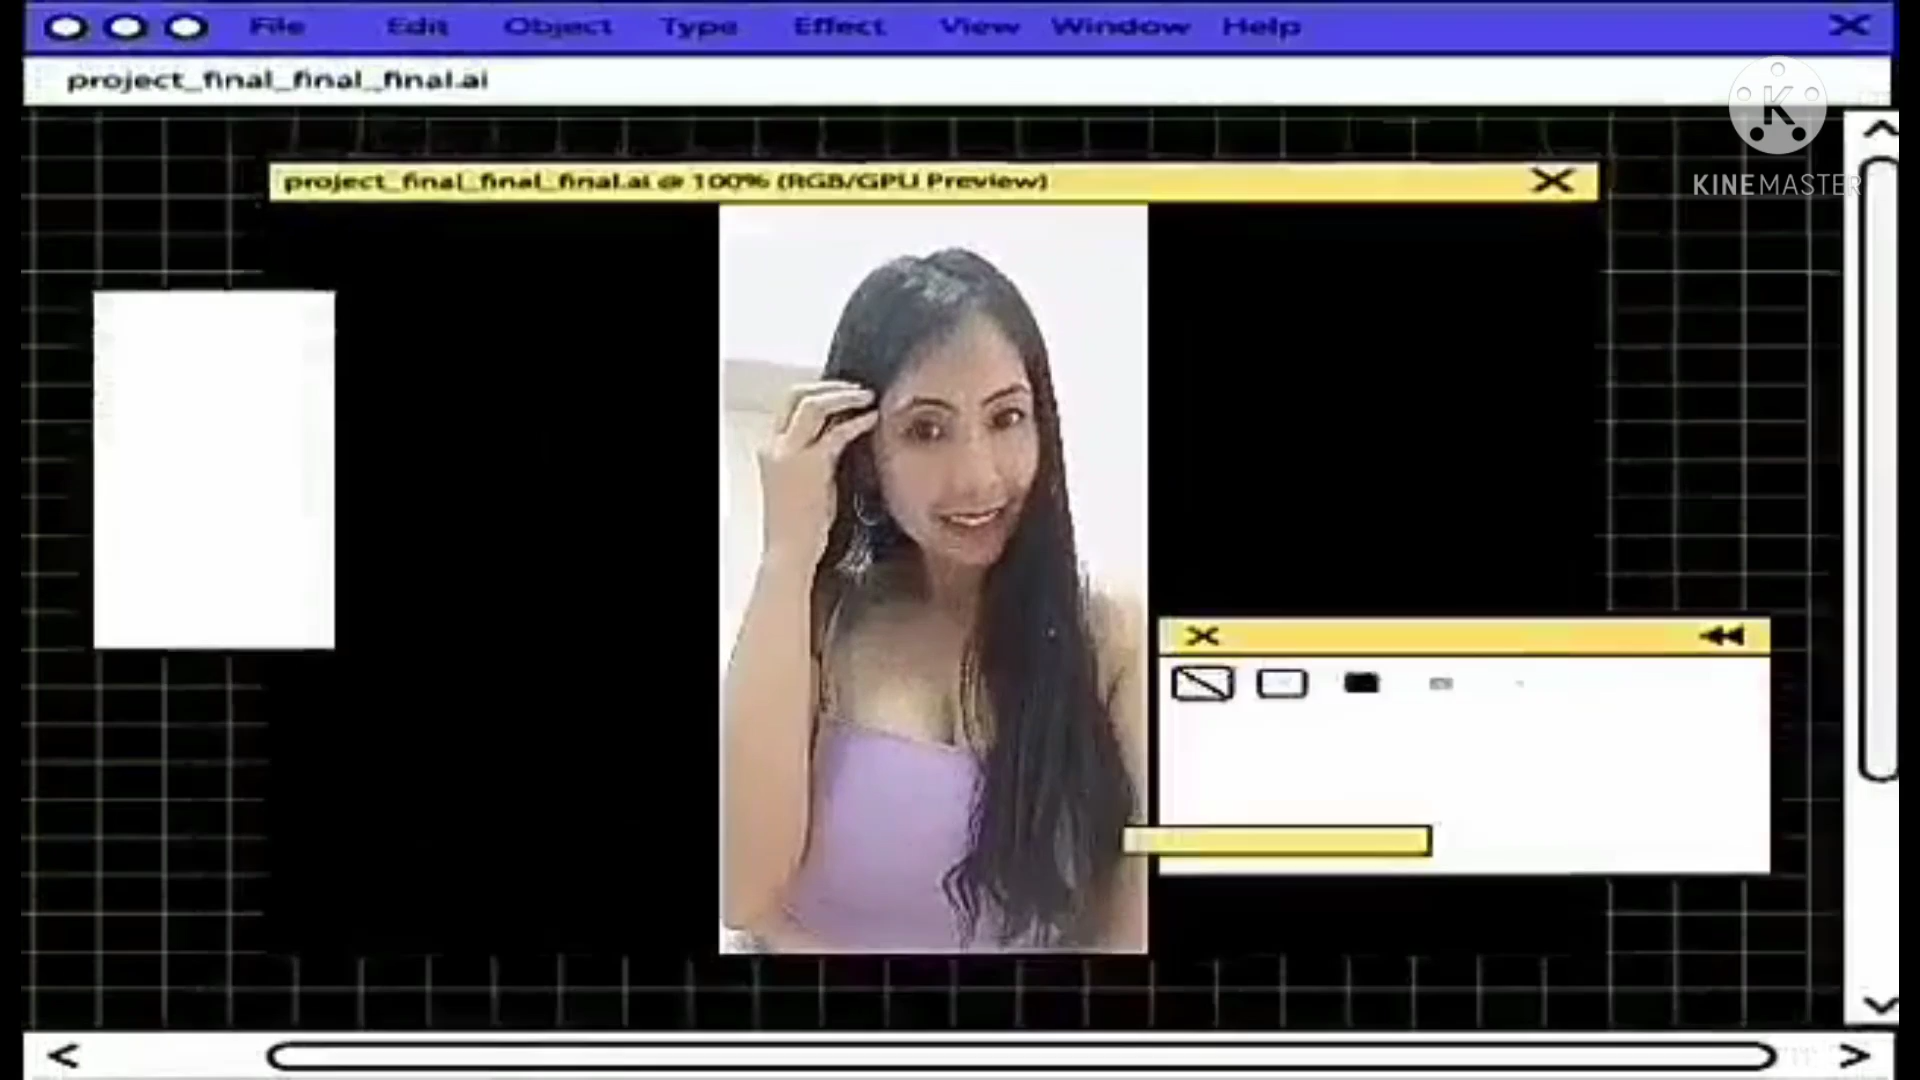 File Edit Object Type Effect View Window Help
project_final_final_final.ai
K
KINEMASTER
project_final_final_final.ai @ 100% (RGB/GPU Preview)